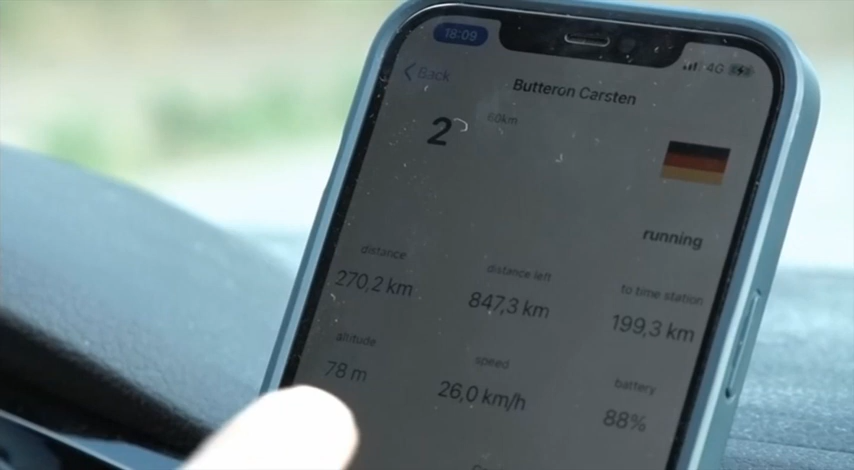 18:09
4G
Back
Butteron Carsten
2
60km
running
distance
distance left
to time station
270,2 km
847,3 km
199,3 km
altitude
speed
battery
78 m
26,0 km/h
88%